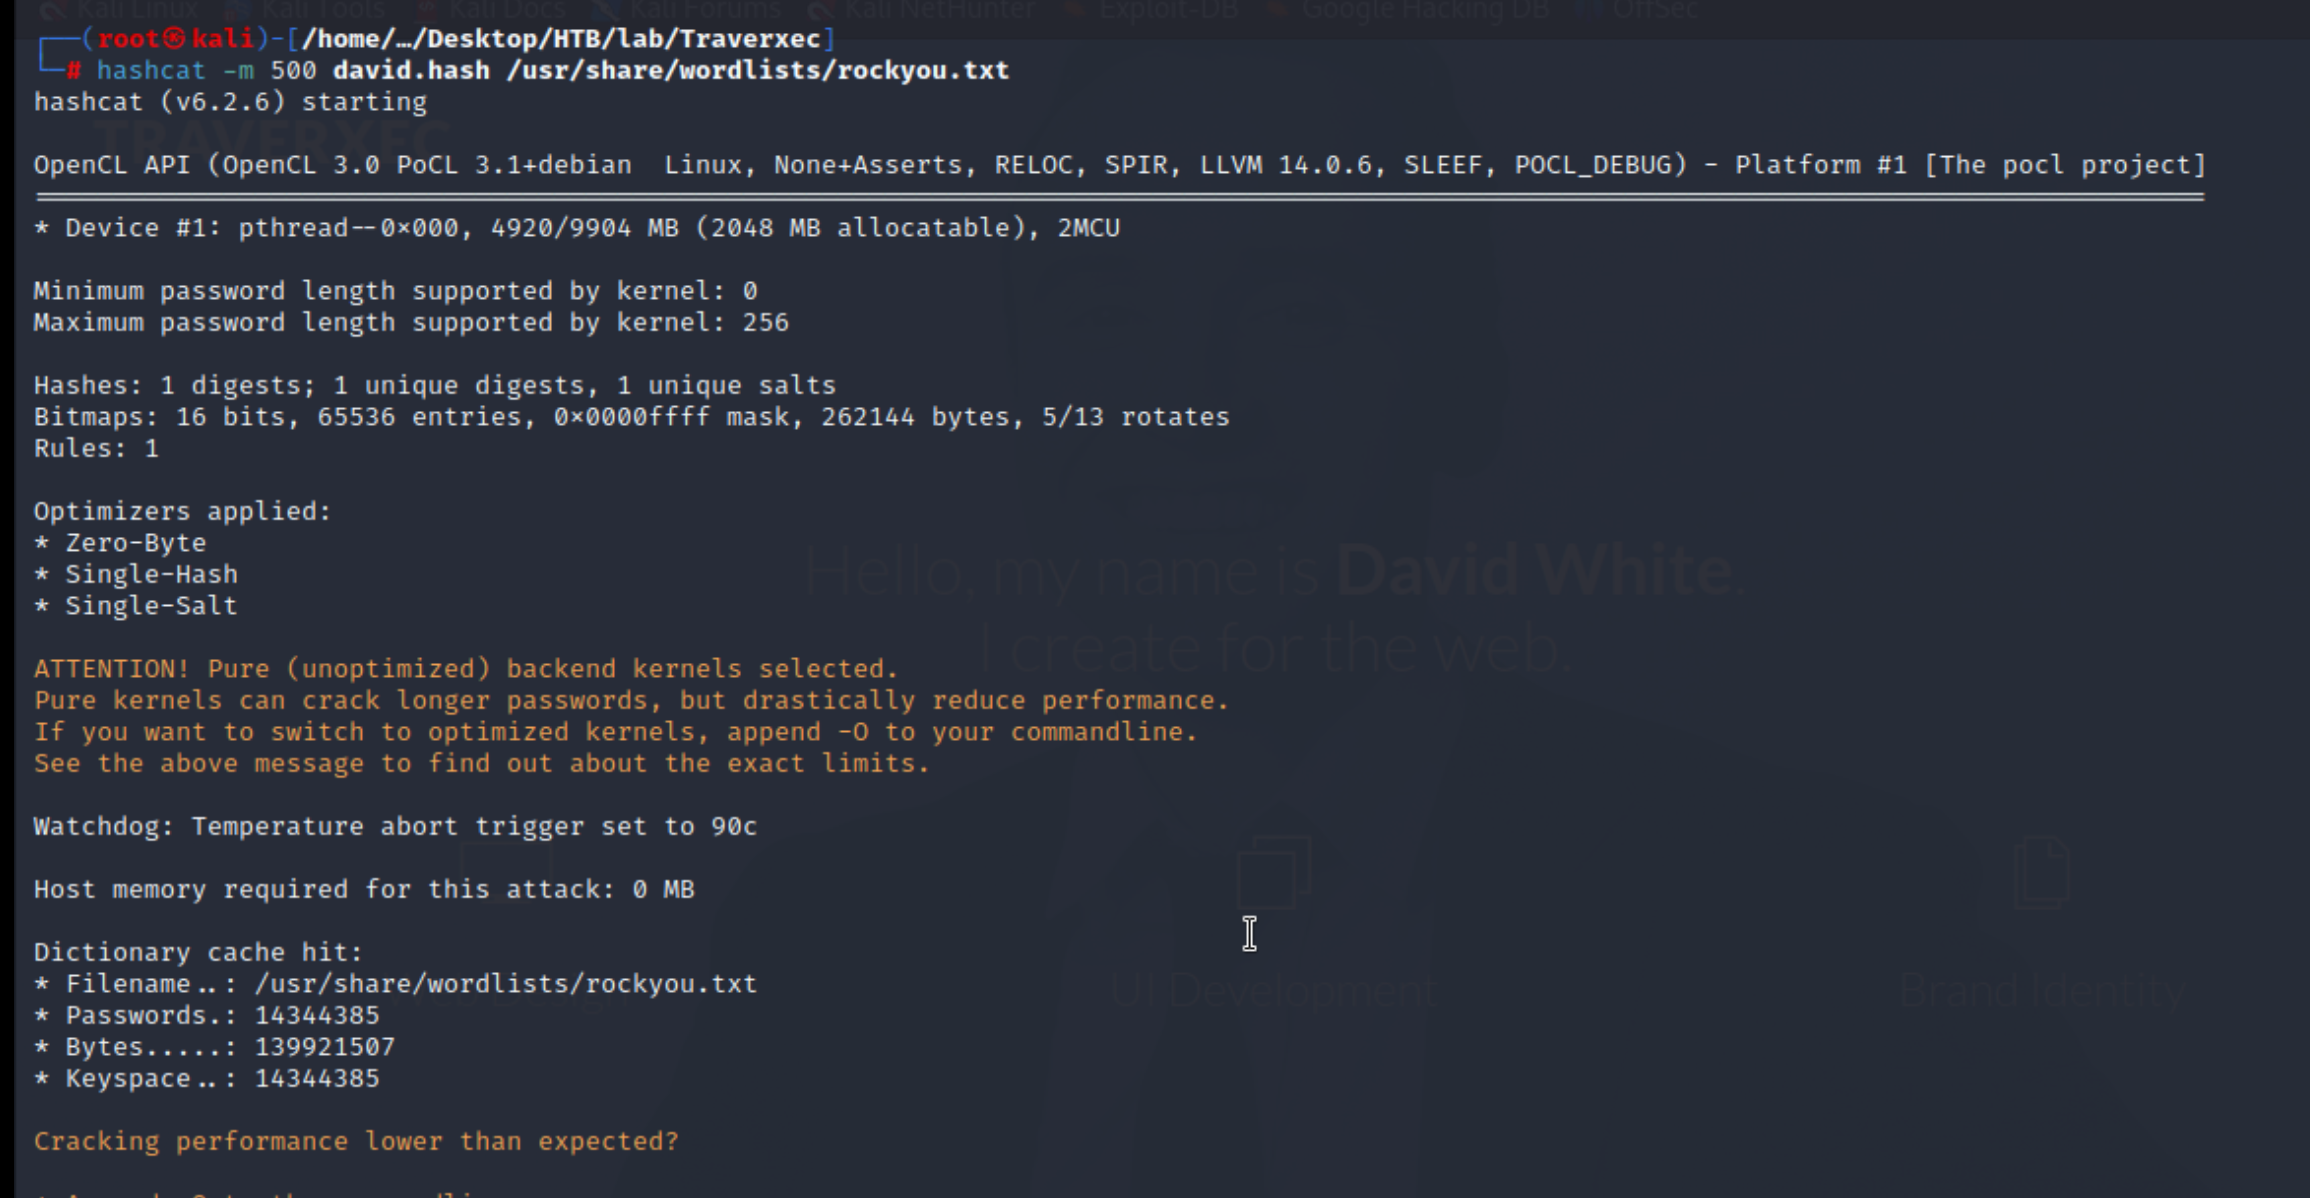 Kali Linux Kali Tools Kali Docs Kali Forums Kali NetHunter Exploit-DB Google Hacking DB OffSec
┌──(root㉿kali)-[/home/…/Desktop/HTB/lab/Traverxec]
└─# hashcat -m 500 david.hash /usr/share/wordlists/rockyou.txt
hashcat (v6.2.6) starting
TRAVERXEC
OpenCL API (OpenCL 3.0 PoCL 3.1+debian  Linux, None+Asserts, RELOC, SPIR, LLVM 14.0.6, SLEEF, POCL_DEBUG) - Platform #1 [The pocl project]
* Device #1: pthread--0×000, 4920/9904 MB (2048 MB allocatable), 2MCU
Minimum password length supported by kernel: 0
Maximum password length supported by kernel: 256
Hashes: 1 digests; 1 unique digests, 1 unique salts
Bitmaps: 16 bits, 65536 entries, 0×0000ffff mask, 262144 bytes, 5/13 rotates
Rules: 1
Optimizers applied:
* Zero-Byte
* Single-Hash
* Single-Salt
Hello, my name is David White.
I create for the web.
ATTENTION! Pure (unoptimized) backend kernels selected.
Pure kernels can crack longer passwords, but drastically reduce performance.
If you want to switch to optimized kernels, append -O to your commandline.
See the above message to find out about the exact limits.
Watchdog: Temperature abort trigger set to 90c
Host memory required for this attack: 0 MB
Dictionary cache hit:
* Filename..: /usr/share/wordlists/rockyou.txt
* Passwords.: 14344385
* Bytes.....: 139921507
* Keyspace..: 14344385
UI Development
Brand Identity
Cracking performance lower than expected?